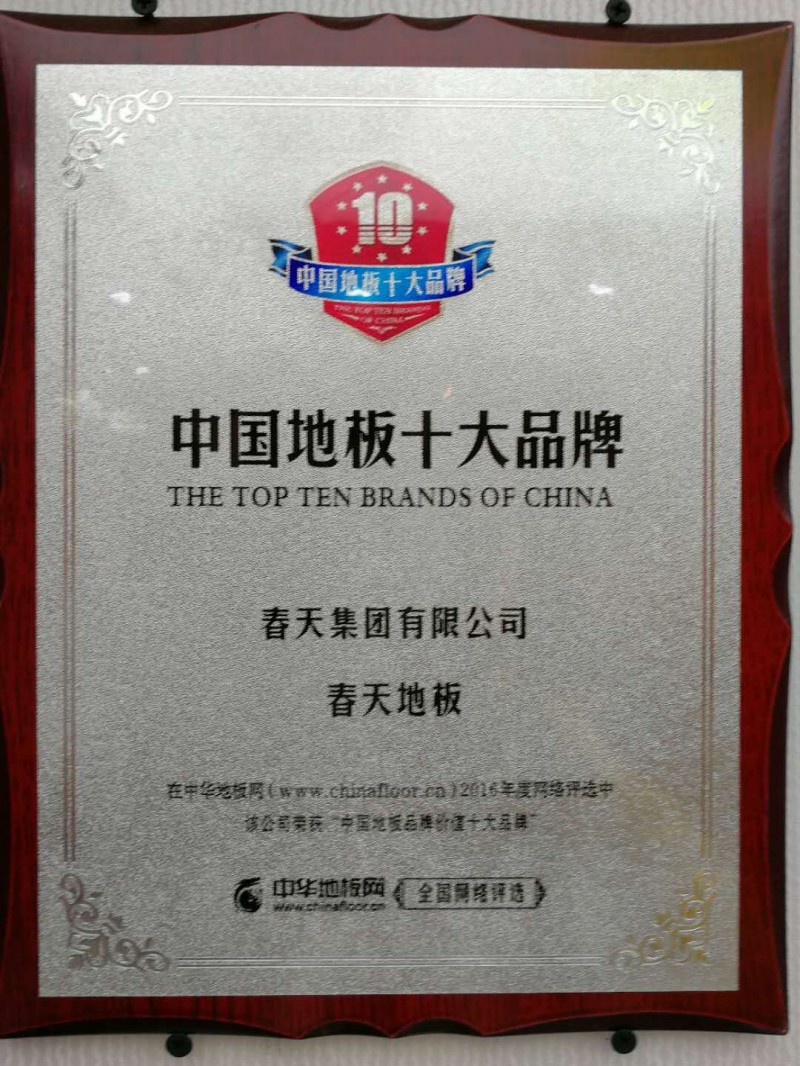 10
中国地板十大品牌
THE TOP TEN BRANDS
OF CHINA
中国地板十大品牌
THE TOP TEN BRANDS OF CHINA
春天集团有限公司
春天地板
在中华地板网(www.chinafloor.cn)2016年度网络评选中
该公司荣获“中国地板品牌价值十大品牌”
中华地板网 全国网络评选
www.chinafloor.cn